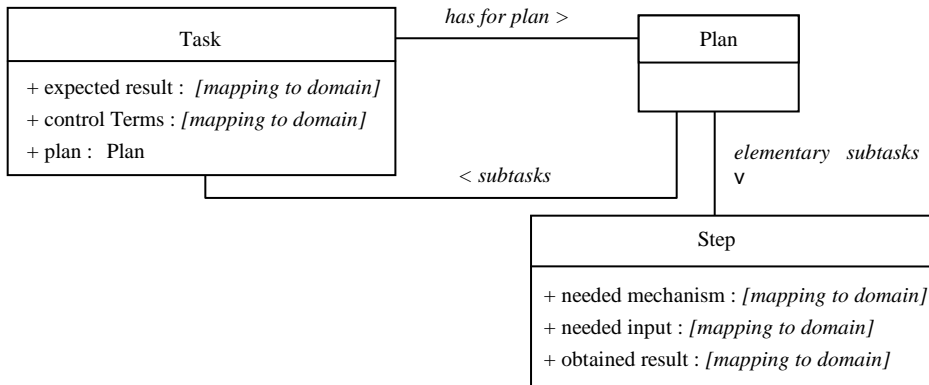 has for plan >
Task
Plan
+ expected result : [mapping to domain]
+ control Terms : [mapping to domain]
+ plan : Plan
< subtasks
elementary subtasks
v
Step
+ needed mechanism : [mapping to domain]
+ needed input : [mapping to domain]
+ obtained result : [mapping to domain]